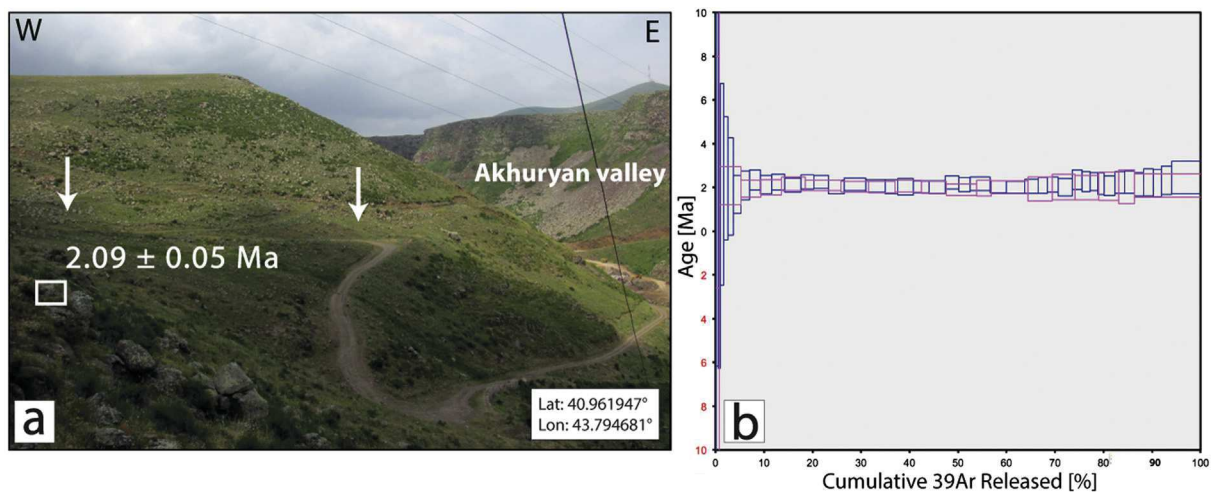 W
E
Akhuryan valley
2.09 ± 0.05 Ma
a
Lat: 40.961947°
Lon: 43.794681°
Age [Ma]
10
8
6
4
2
0
2
4
6
8
10
b
0 10 20 30 40 50 60 70 80 90 100
Cumulative 39Ar Released [%]